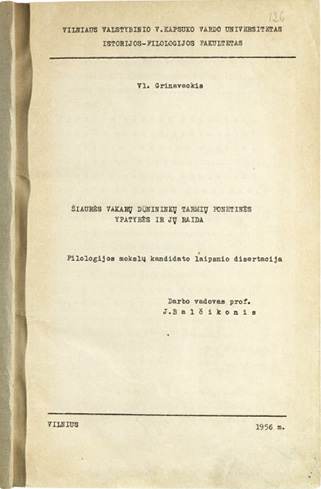 126
VILNIAUS VALSTYBINIO V.KAPSUKO VARDO UNIVERSITETAS
ISTORIJOS-FILOLOGIJOS FAKULTETAS
Vl. Grinaveckis
ŠIAURĖS VAKARŲ DŪNININKŲ TARMIŲ FONETINĖS
YPATYBĖS IR JŲ RAIDA
Filologijos mokslų kandidato laipsnio disertacija
Darbo vadovas prof.
J.Balčikonis
VILNIUS 1956 m.